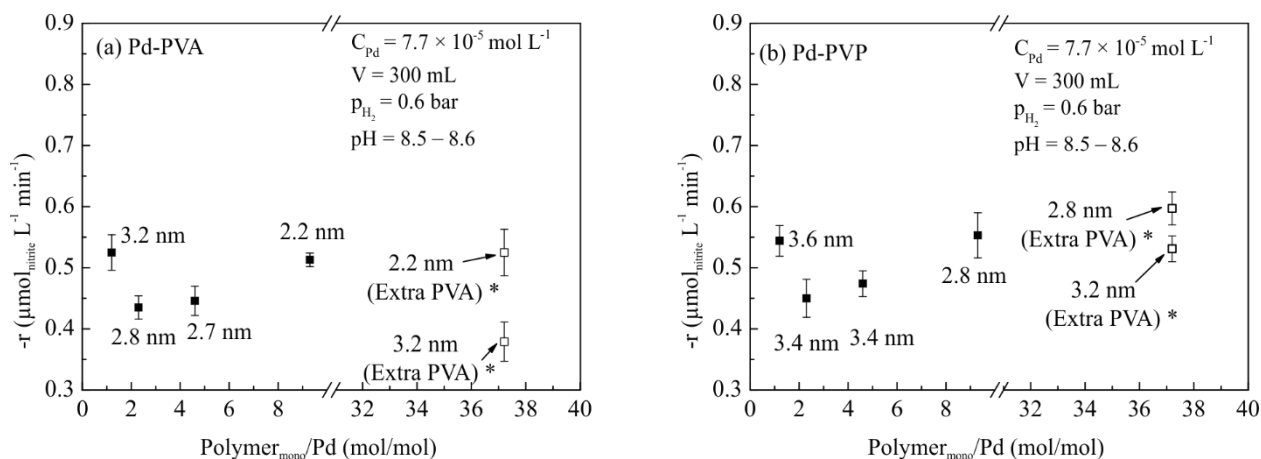 (a) Pd-PVA
C_Pd = 7.7 × 10^-5 mol L^-1
V = 300 mL
p_H2 = 0.6 bar
pH = 8.5 – 8.6
-r (μmol_nitrite L^-1 min^-1)
0.9
0.8
0.7
0.6
0.5
0.4
0.3
3.2 nm
2.8 nm
2.7 nm
2.2 nm
2.2 nm
(Extra PVA) *
3.2 nm
(Extra PVA) *
0 2 4 6 8 32 34 36 38 40
Polymer_mono/Pd (mol/mol)
(b) Pd-PVP
C_Pd = 7.7 × 10^-5 mol L^-1
V = 300 mL
p_H2 = 0.6 bar
pH = 8.5 – 8.6
-r (μmol_nitrite L^-1 min^-1)
0.9
0.8
0.7
0.6
0.5
0.4
0.3
3.6 nm
3.4 nm
3.4 nm
2.8 nm
2.8 nm
(Extra PVA) *
3.2 nm
(Extra PVA) *
0 2 4 6 8 32 34 36 38 40
Polymer_mono/Pd (mol/mol)